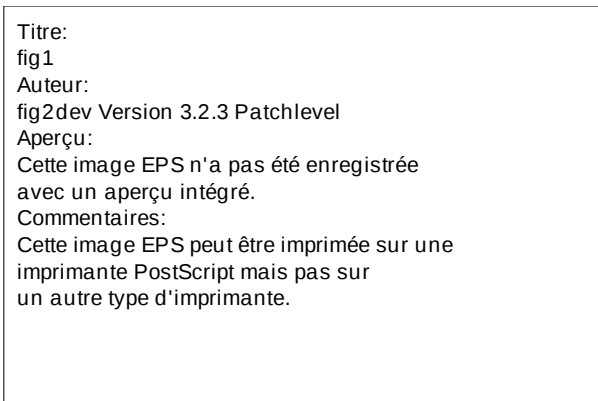 Titre:
fig1
Auteur:
fig2dev Version 3.2.3 Patchlevel
Aperçu:
Cette image EPS n'a pas été enregistrée
avec un aperçu intégré.
Commentaires:
Cette image EPS peut être imprimée sur une
imprimante PostScript mais pas sur
un autre type d'imprimante.